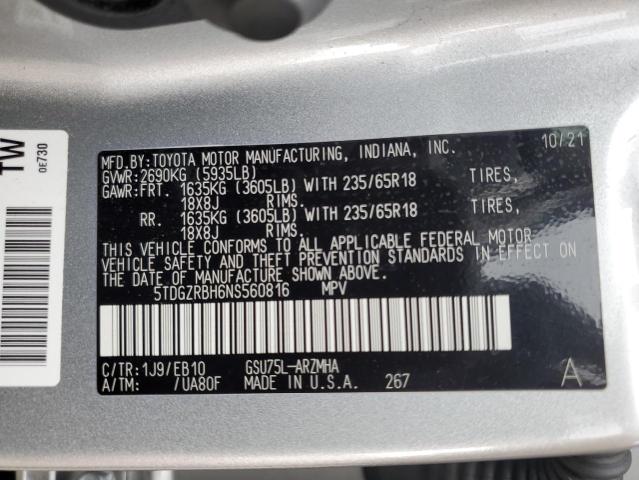 TW
0E730
MFD.BY:TOYOTA MOTOR MANUFACTURING, INDIANA, INC. 10/21
GVWR:2690KG (5935LB)
GAWR:FRT. 1635KG (3605LB) WITH 235/65R18 TIRES,
18X8J RIMS.
RR. 1635KG (3605LB) WITH 235/65R18 TIRES,
18X8J RIMS.
THIS VEHICLE CONFORMS TO ALL APPLICABLE FEDERAL MOTOR
VEHICLE SAFETY AND THEFT PREVENTION STANDARDS IN EFFECT ON
THE DATE OF MANUFACTURE SHOWN ABOVE.
5TDGZRBH6NS560816 MPV
C/TR:1J9/EB10 GSU75L-ARZMHA
A/TM: /UA80F MADE IN U.S.A. 267 A